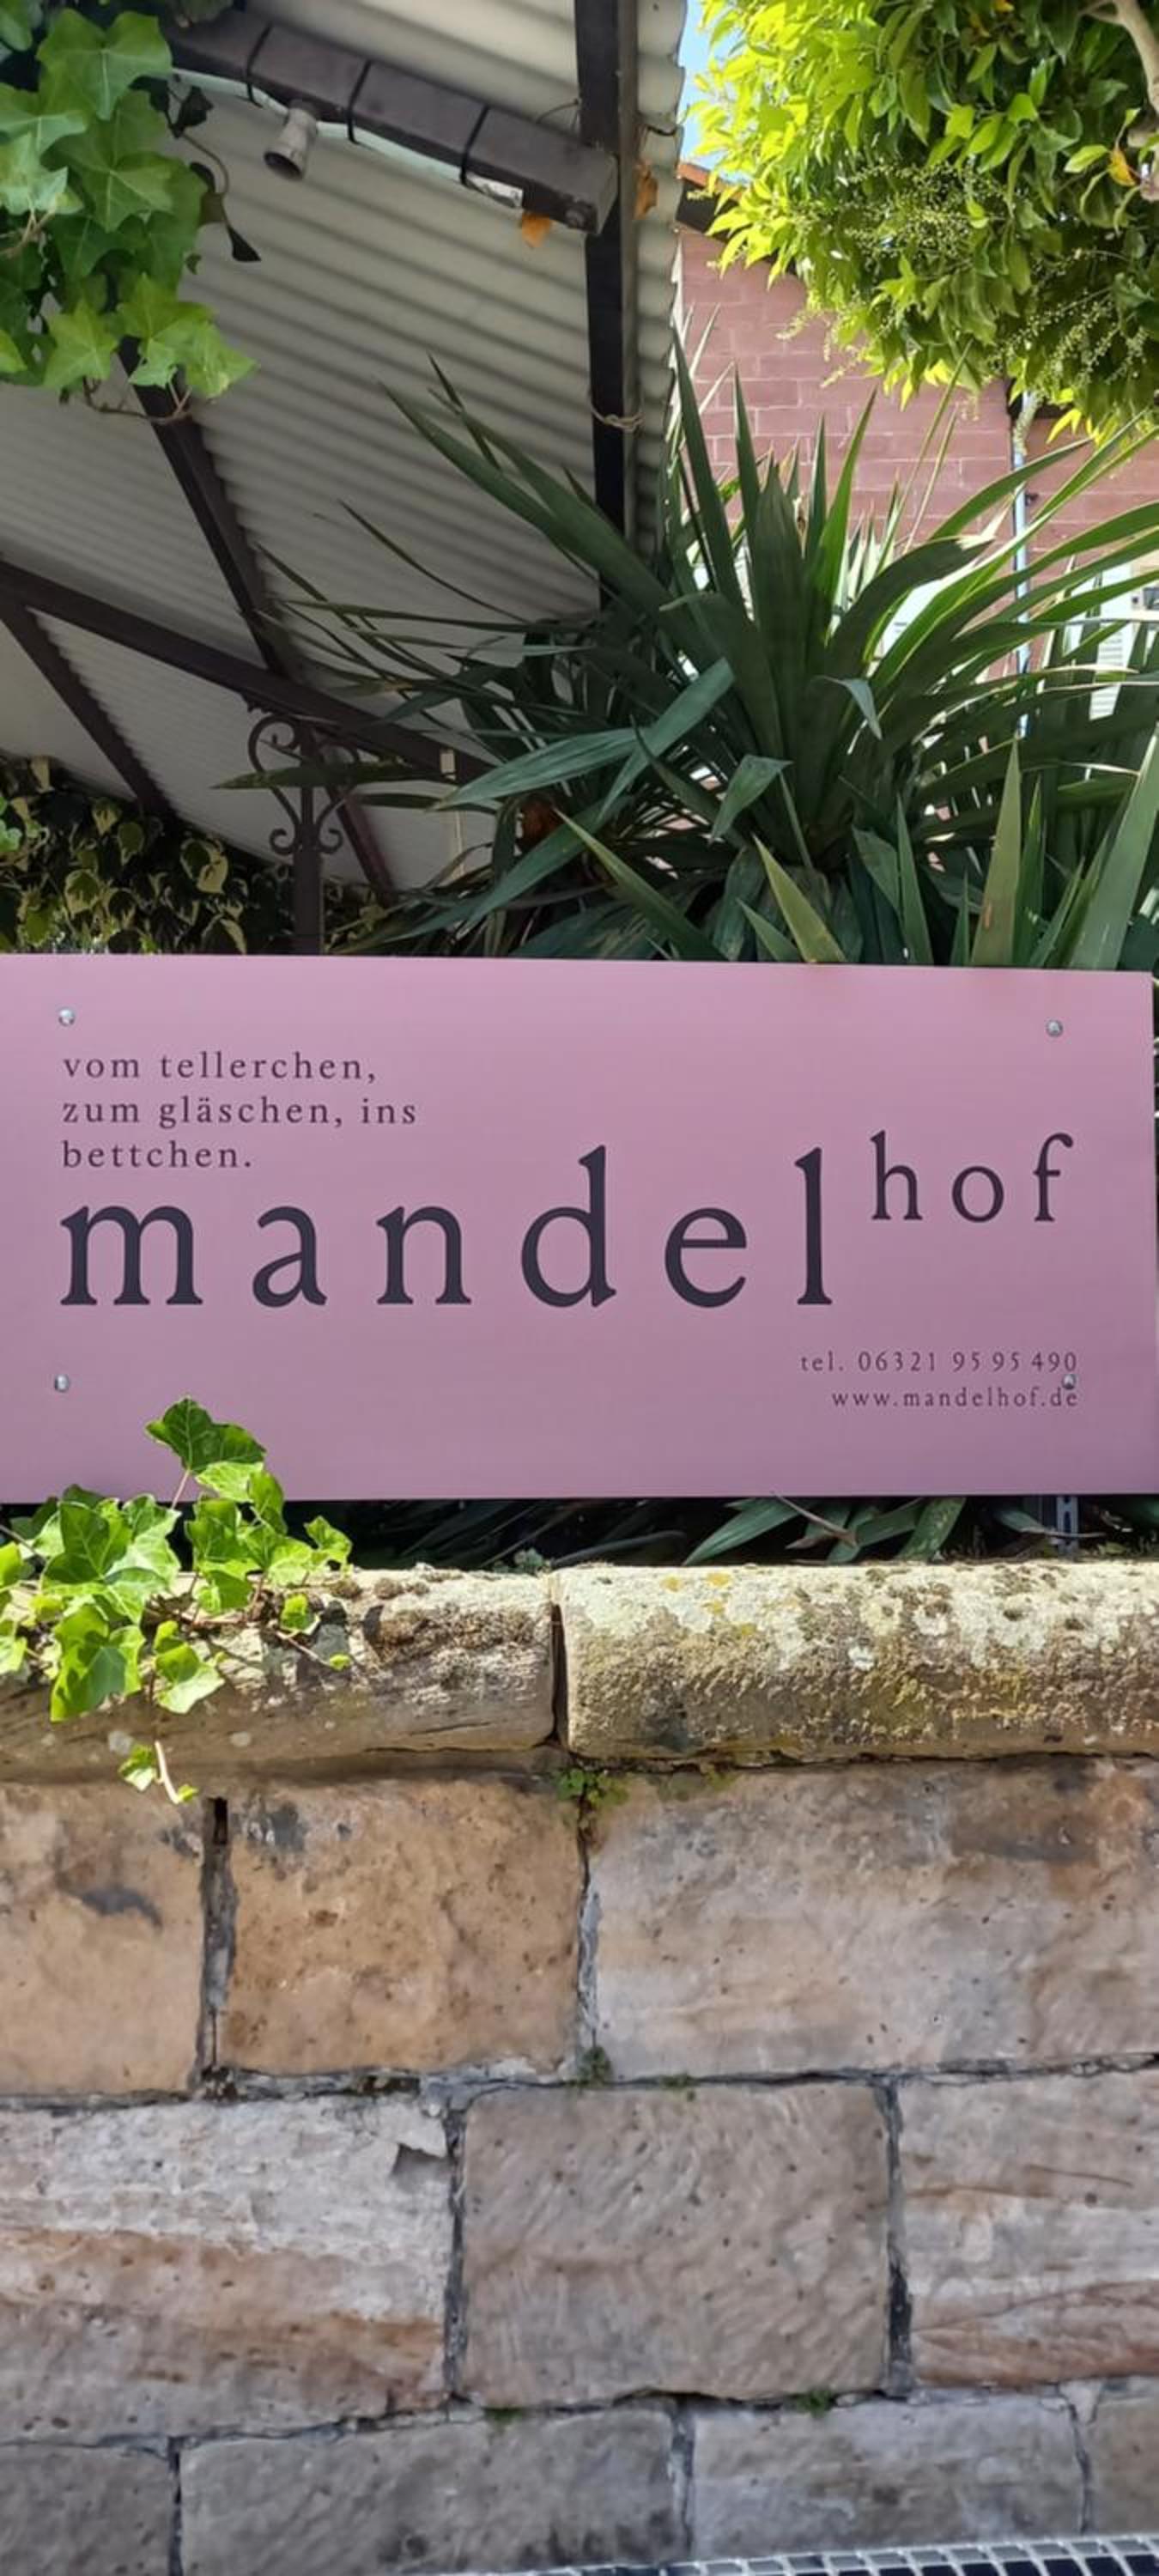 vom tellerchen,
zum gläschen, ins
bettchen.
mandelhof
tel. 06321 95 95 490
www.mandelhof.de